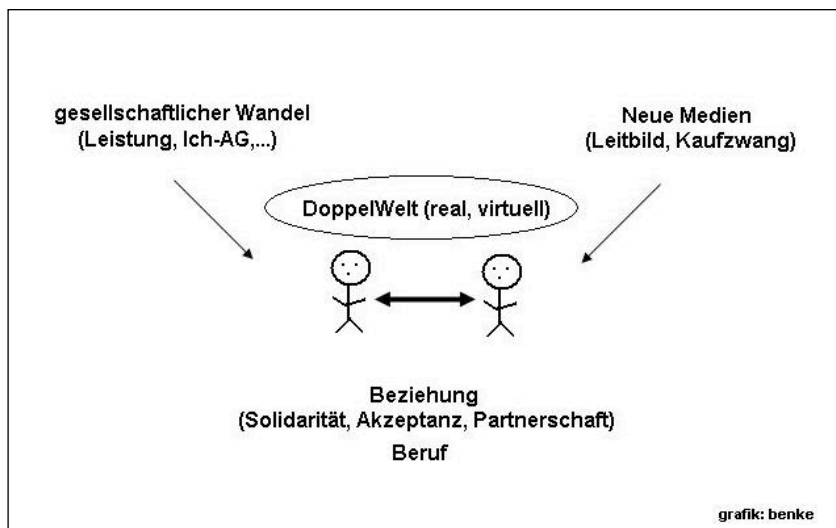 gesellschaftlicher Wandel
(Leistung, Ich-AG,...)
Neue Medien
(Leitbild, Kaufzwang)
DoppelWelt (real, virtuell)
Beziehung
(Solidarität, Akzeptanz, Partnerschaft)
Beruf
grafik: benke